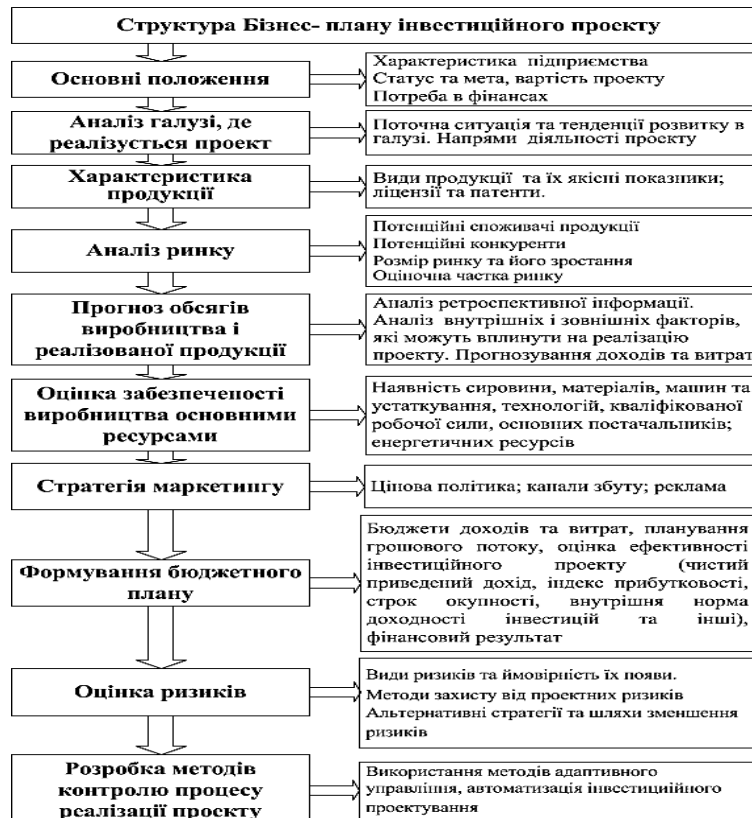 Структура Бізнес- плану інвестиційного проекту
Основні положення
Характеристика підприємства
Статус та мета, вартість проекту
Потреба в фінансах
Аналіз галузі, де
реалізується проект
Поточна ситуація та тенденції розвитку в
галузі. Напрями діяльності проекту
Характеристика
продукції
Види продукції та їх якісні показники;
ліцензії та патенти.
Аналіз ринку
Потенційні споживачі продукції
Потенційні конкуренти
Розмір ринку та його зростання
Оціночна частка ринку
Прогноз обсягів
виробництва і
реалізованої продукції
Аналіз ретроспективної інформації.
Аналіз внутрішніх і зовнішніх факторів,
які можуть вплинути на реалізацію
проекту. Прогнозування доходів та витрат
Оцінка забезпеченості
виробництва основними
ресурсами
Наявність сировини, матеріалів, машин та
устаткування, технологій, кваліфікованої
робочої сили, основних постачальників;
енергетичних ресурсів
Стратегія маркетингу
Цінова політика; канали збуту; реклама
Формування бюджетного
плану
Бюджети доходів та витрат, планування
грошового потоку, оцінка ефективності
інвестиційного проекту (чистий
приведений дохід, індекс прибутковості,
строк окупності, внутрішня норма
доходності інвестицій та інші),
фінансовий результат
Оцінка ризиків
Види ризиків та ймовірність їх появи.
Методи захисту від проектних ризиків
Альтернативні стратегії та шляхи зменшення
ризиків
Розробка методів
контролю процесу
реалізації проекту
Використання методів адаптивного
управління, автоматизація інвестиційного
проектування